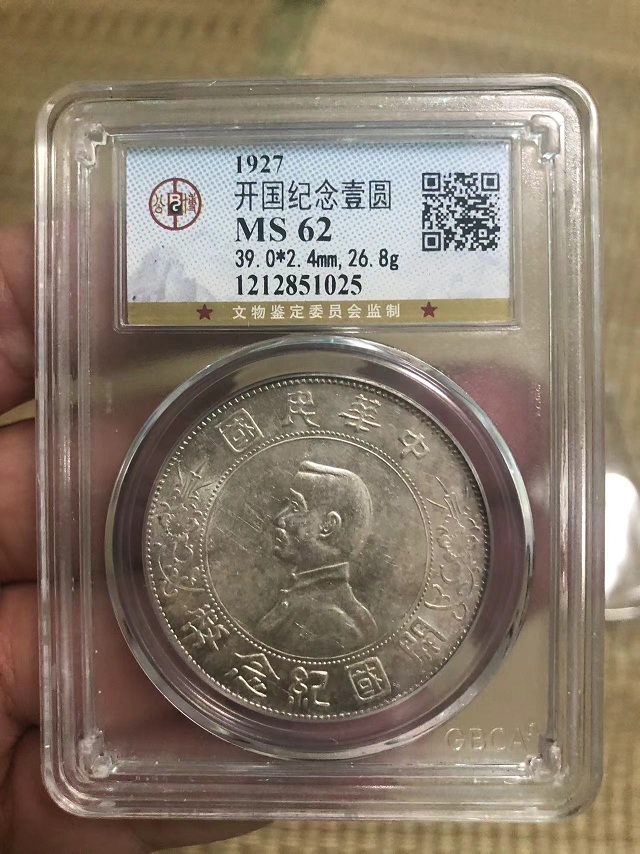 1927
开国纪念壹圆
MS 62
39.0*2.4mm,26.8g
1212851025
文物鉴定委员会监制
中華民國
開國紀念幣
GBCA